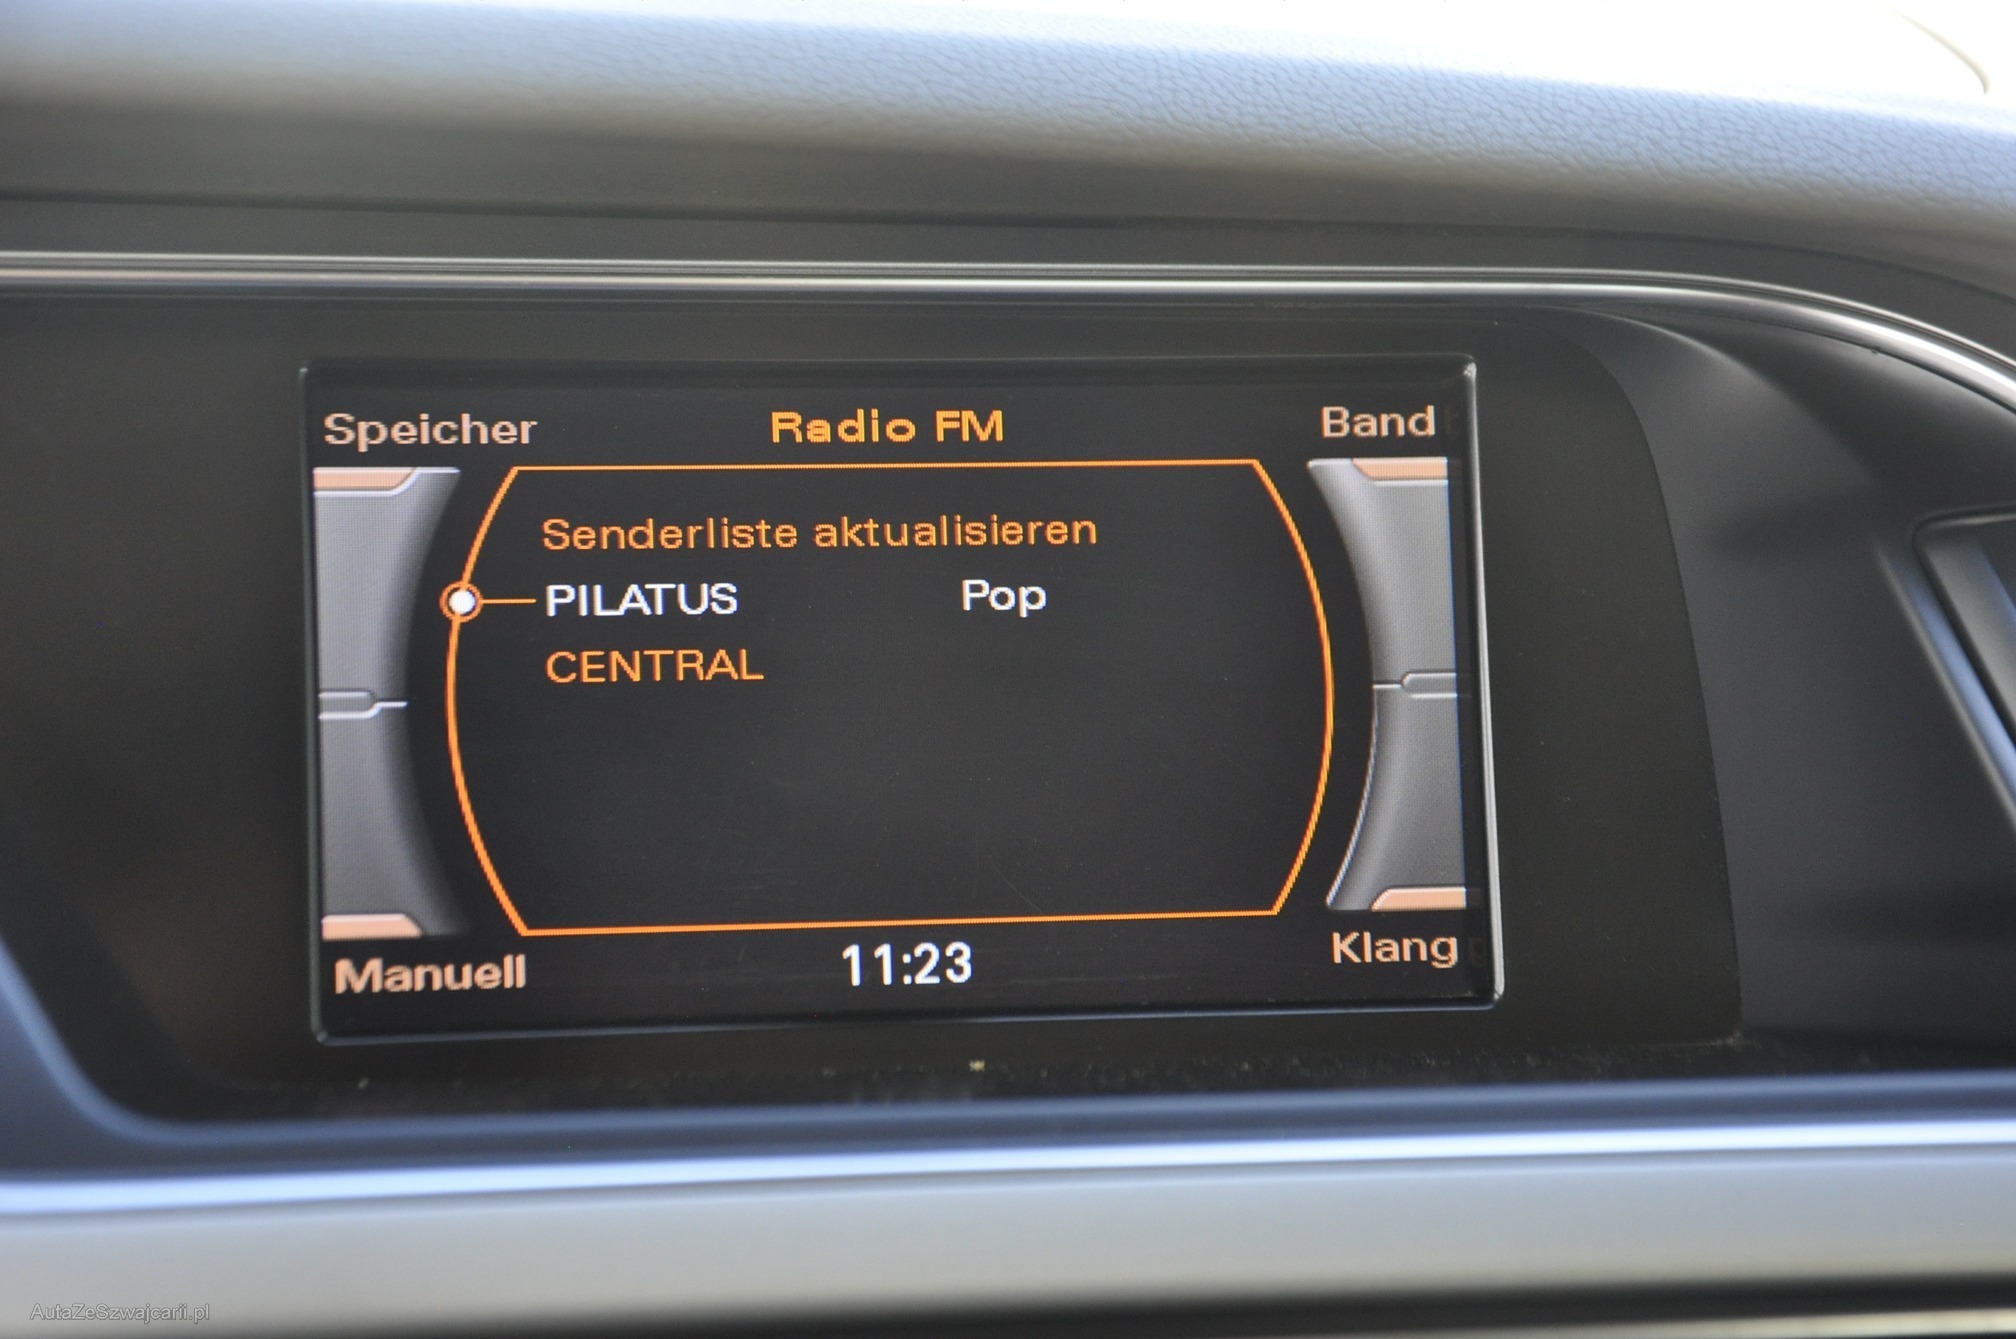 Speicher Radio FM Band
Senderliste aktualisieren
PILATUS Pop
CENTRAL
Manuell 11:23 Klang
AutaZeSzwajcarii.pl